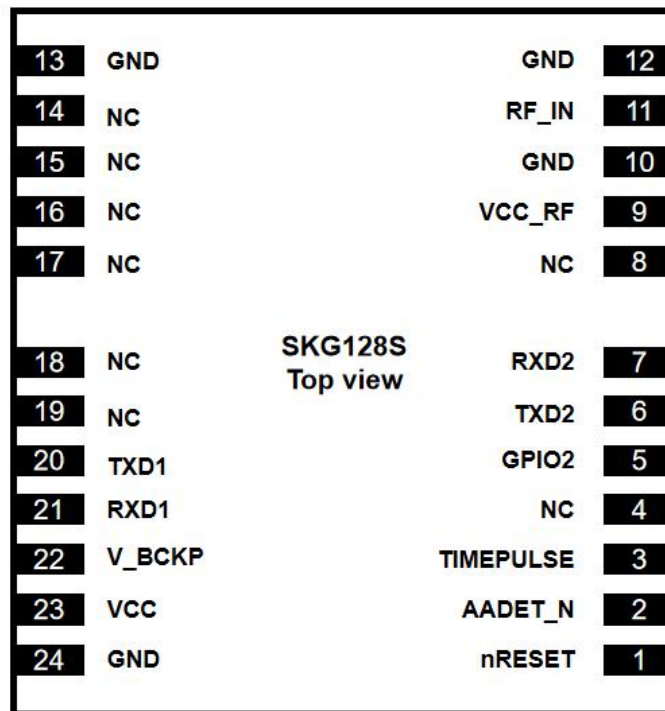 13 GND GND 12
14 NC RF_IN 11
15 NC GND 10
16 NC VCC_RF 9
17 NC NC 8
SKG128S
Top view
18 NC RXD2 7
19 NC TXD2 6
20 TXD1 GPIO2 5
21 RXD1 NC 4
22 V_BCKP TIMEPULSE 3
23 VCC AADET_N 2
24 GND nRESET 1